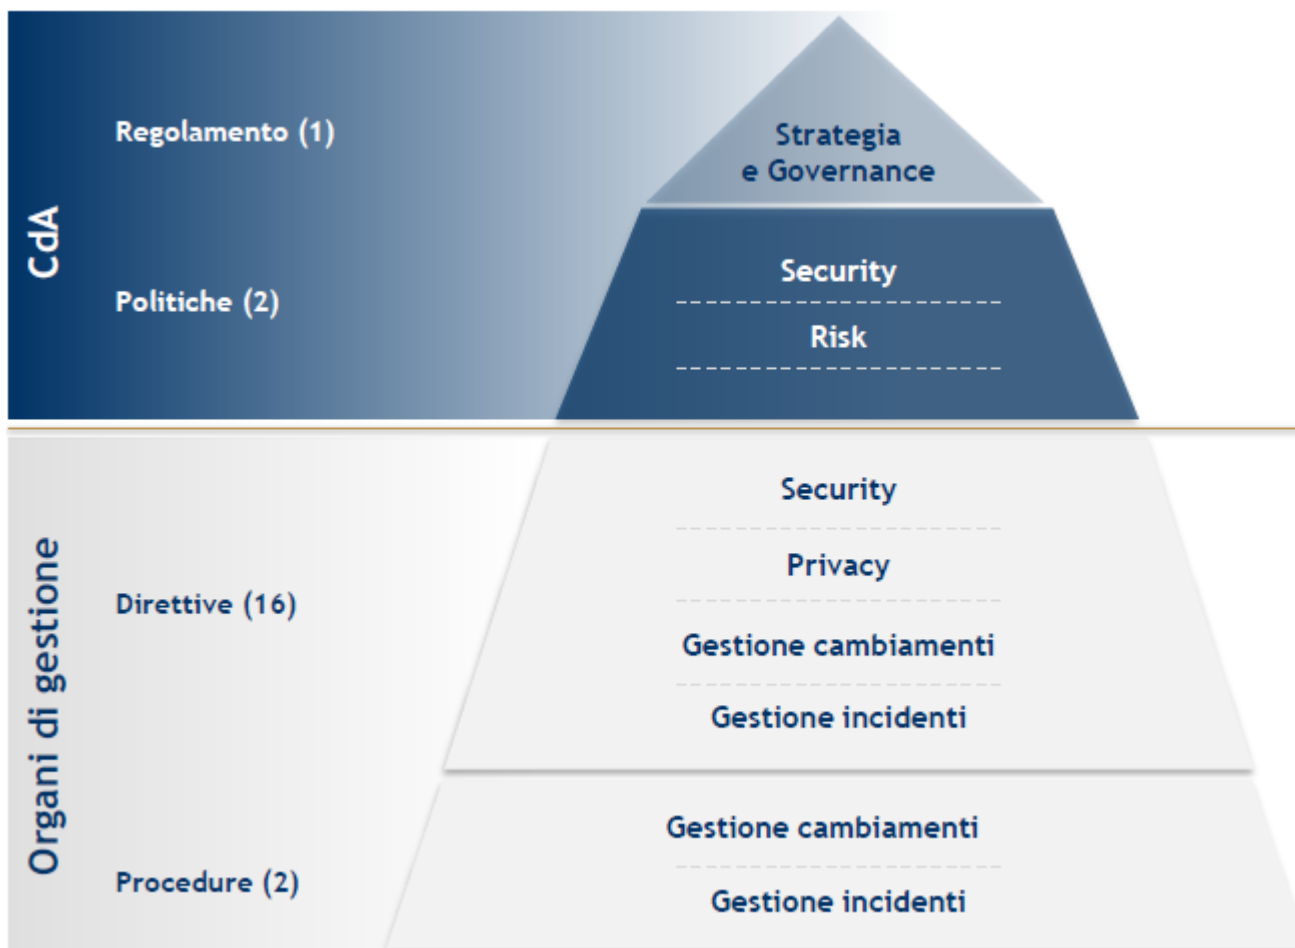 CdA
Regolamento (1)
Strategia
e Governance
Politiche (2)
Security
Risk
Organi di gestione
Direttive (16)
Security
Privacy
Gestione cambiamenti
Gestione incidenti
Procedure (2)
Gestione cambiamenti
Gestione incidenti